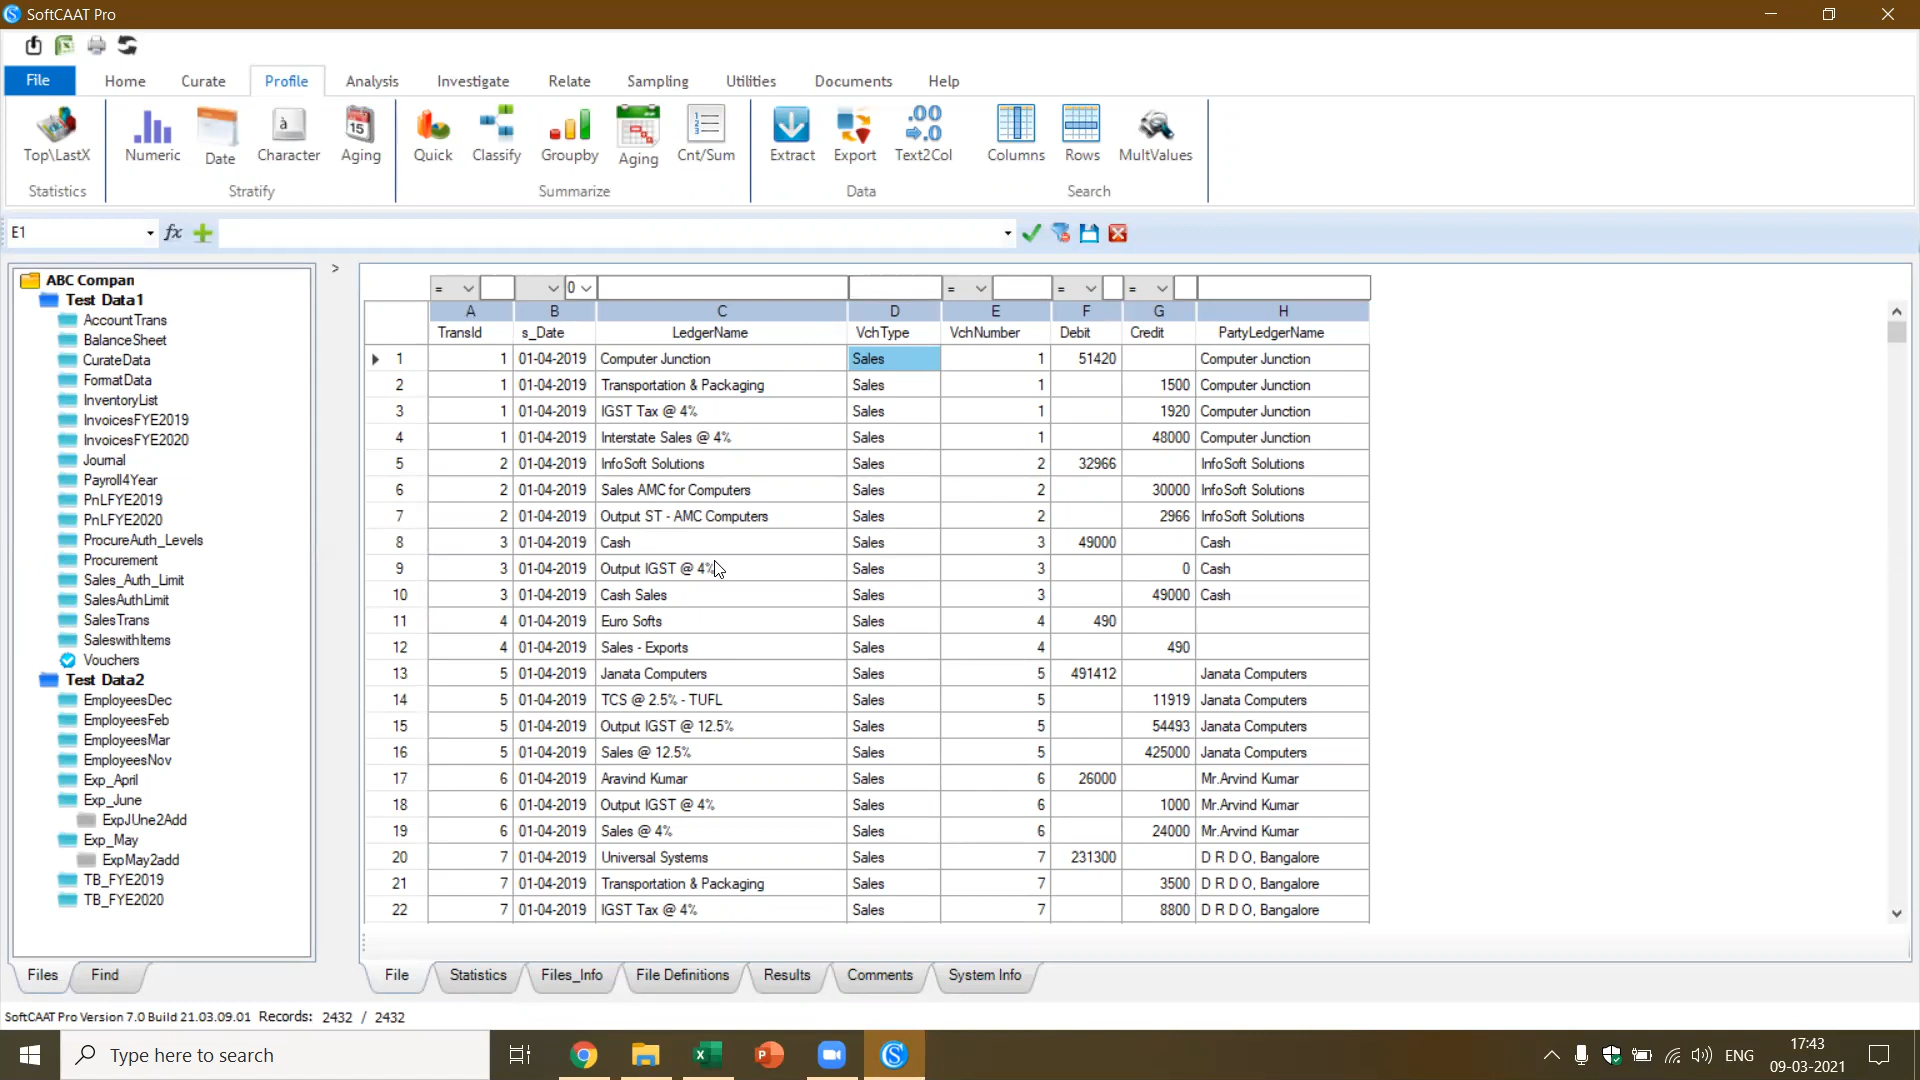 SoftCAAT Pro
File Home Curate Profile Analysis Investigate Relate Sampling Utilities Documents Help
Top\LastX Numeric Date Character Aging Quick Classify Groupby Aging Cnt/Sum Extract Export Text2Col Columns Rows MultValues
Statistics Stratify Summarize Data Search
E1 fx
ABC Compan
Test Data1
AccountTrans
BalanceSheet
CurateData
FormatData
InventoryList
InvoicesFYE2019
InvoicesFYE2020
Journal
Payroll4Year
PnLFYE2019
PnLFYE2020
ProcureAuth_Levels
Procurement
Sales_Auth_Limit
SalesAuthLimit
SalesTrans
SaleswithItems
Vouchers
Test Data2
EmployeesDec
EmployeesFeb
EmployeesMar
EmployeesNov
Exp_April
Exp_June
ExpJUne2Add
Exp_May
ExpMay2add
TB_FYE2019
TB_FYE2020
Files Find
>
= 0 = = =
A B C D E F G H
TransId s_Date LedgerName VchType VchNumber Debit Credit PartyLedgerName
1 1 01-04-2019 Computer Junction Sales 1 51420 Computer Junction
2 1 01-04-2019 Transportation & Packaging Sales 1 1500 Computer Junction
3 1 01-04-2019 IGST Tax @ 4% Sales 1 1920 Computer Junction
4 1 01-04-2019 Interstate Sales @ 4% Sales 1 48000 Computer Junction
5 2 01-04-2019 InfoSoft Solutions Sales 2 32966 InfoSoft Solutions
6 2 01-04-2019 Sales AMC for Computers Sales 2 30000 InfoSoft Solutions
7 2 01-04-2019 Output ST - AMC Computers Sales 2 2966 InfoSoft Solutions
8 3 01-04-2019 Cash Sales 3 49000 Cash
9 3 01-04-2019 Output IGST @ 4% Sales 3 0 Cash
10 3 01-04-2019 Cash Sales Sales 3 49000 Cash
11 4 01-04-2019 Euro Softs Sales 4 490
12 4 01-04-2019 Sales - Exports Sales 4 490
13 5 01-04-2019 Janata Computers Sales 5 491412 Janata Computers
14 5 01-04-2019 TCS @ 2.5% - TUFL Sales 5 11919 Janata Computers
15 5 01-04-2019 Output IGST @ 12.5% Sales 5 54493 Janata Computers
16 5 01-04-2019 Sales @ 12.5% Sales 5 425000 Janata Computers
17 6 01-04-2019 Aravind Kumar Sales 6 26000 Mr.Arvind Kumar
18 6 01-04-2019 Output IGST @ 4% Sales 6 1000 Mr.Arvind Kumar
19 6 01-04-2019 Sales @ 4% Sales 6 24000 Mr.Arvind Kumar
20 7 01-04-2019 Universal Systems Sales 7 231300 D R D O, Bangalore
21 7 01-04-2019 Transportation & Packaging Sales 7 3500 D R D O, Bangalore
22 7 01-04-2019 IGST Tax @ 4% Sales 7 8800 D R D O, Bangalore
File Statistics Files_Info File Definitions Results Comments System Info
SoftCAAT Pro Version 7.0 Build 21.03.09.01 Records: 2432 / 2432
Type here to search
ENG
17:43
09-03-2021